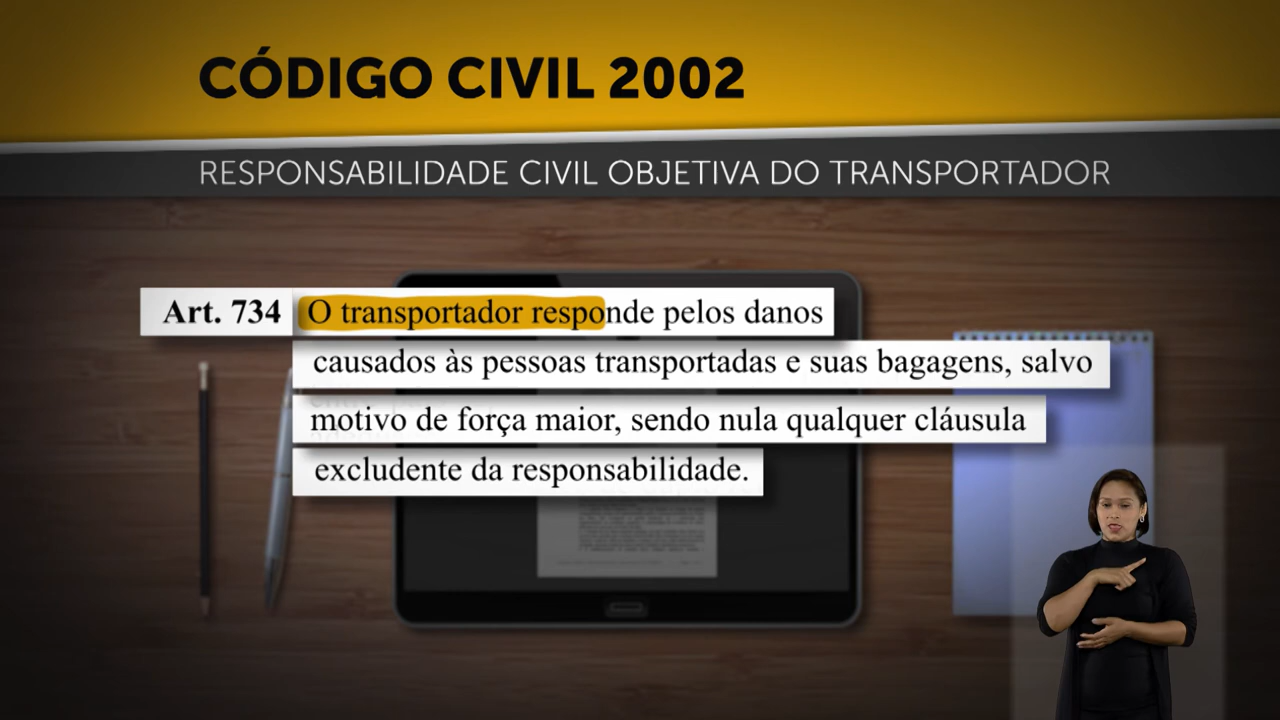 CÓDIGO CIVIL 2002
RESPONSABILIDADE CIVIL OBJETIVA DO TRANSPORTADOR
Art. 734 O transportador responde pelos danos
causados às pessoas transportadas e suas bagagens, salvo
motivo de força maior, sendo nula qualquer cláusula
excludente da responsabilidade.